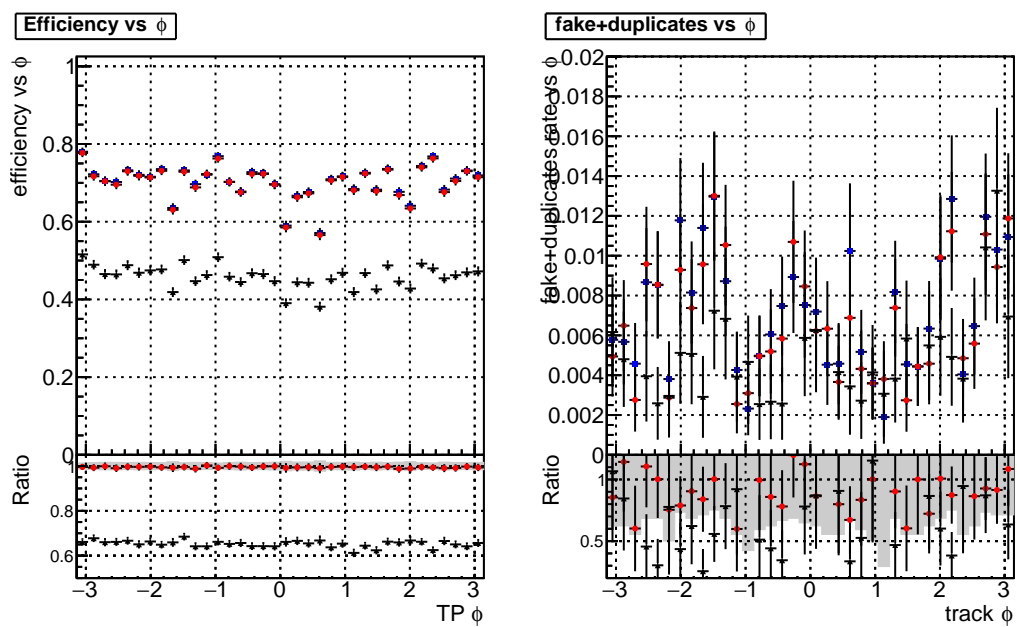 Efficiency vs ϕ
efficiency vs ϕ
1
0.8
0.6
0.4
0.2
0
Ratio
1
0.8
0.6
−3 −2 −1 0 1 2 3
TP ϕ
fake+duplicates vs ϕ
fake+duplicates rate vs ϕ
0.02
0.018
0.016
0.014
0.012
0.01
0.008
0.006
0.004
0.002
0
Ratio
1
0.5
−3 −2 −1 0 1 2 3
track ϕ